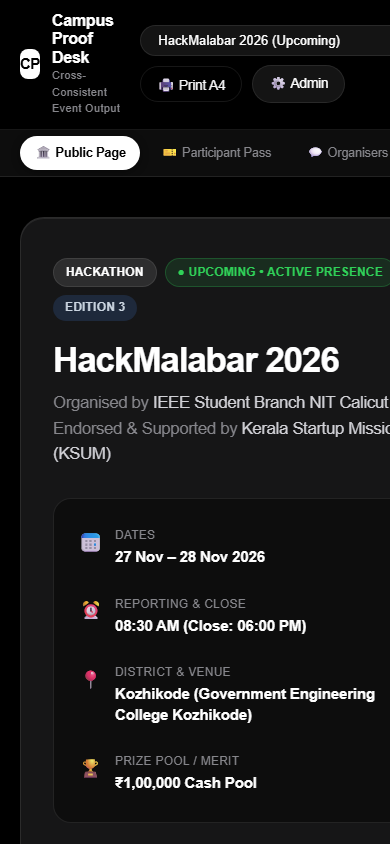 CP
Campus
Proof
Desk
Cross-
Consistent
Event Output
HackMalabar 2026 (Upcoming)
Print A4
Admin
Public Page
Participant Pass
Organisers
HACKATHON
● UPCOMING • ACTIVE PRESENCE
EDITION 3
HackMalabar 2026
Organised by IEEE Student Branch NIT Calicut
Endorsed & Supported by Kerala Startup Missio
(KSUM)
DATES
27 Nov – 28 Nov 2026
REPORTING & CLOSE
08:30 AM (Close: 06:00 PM)
DISTRICT & VENUE
Kozhikode (Government Engineering
College Kozhikode)
PRIZE POOL / MERIT
₹1,00,000 Cash Pool